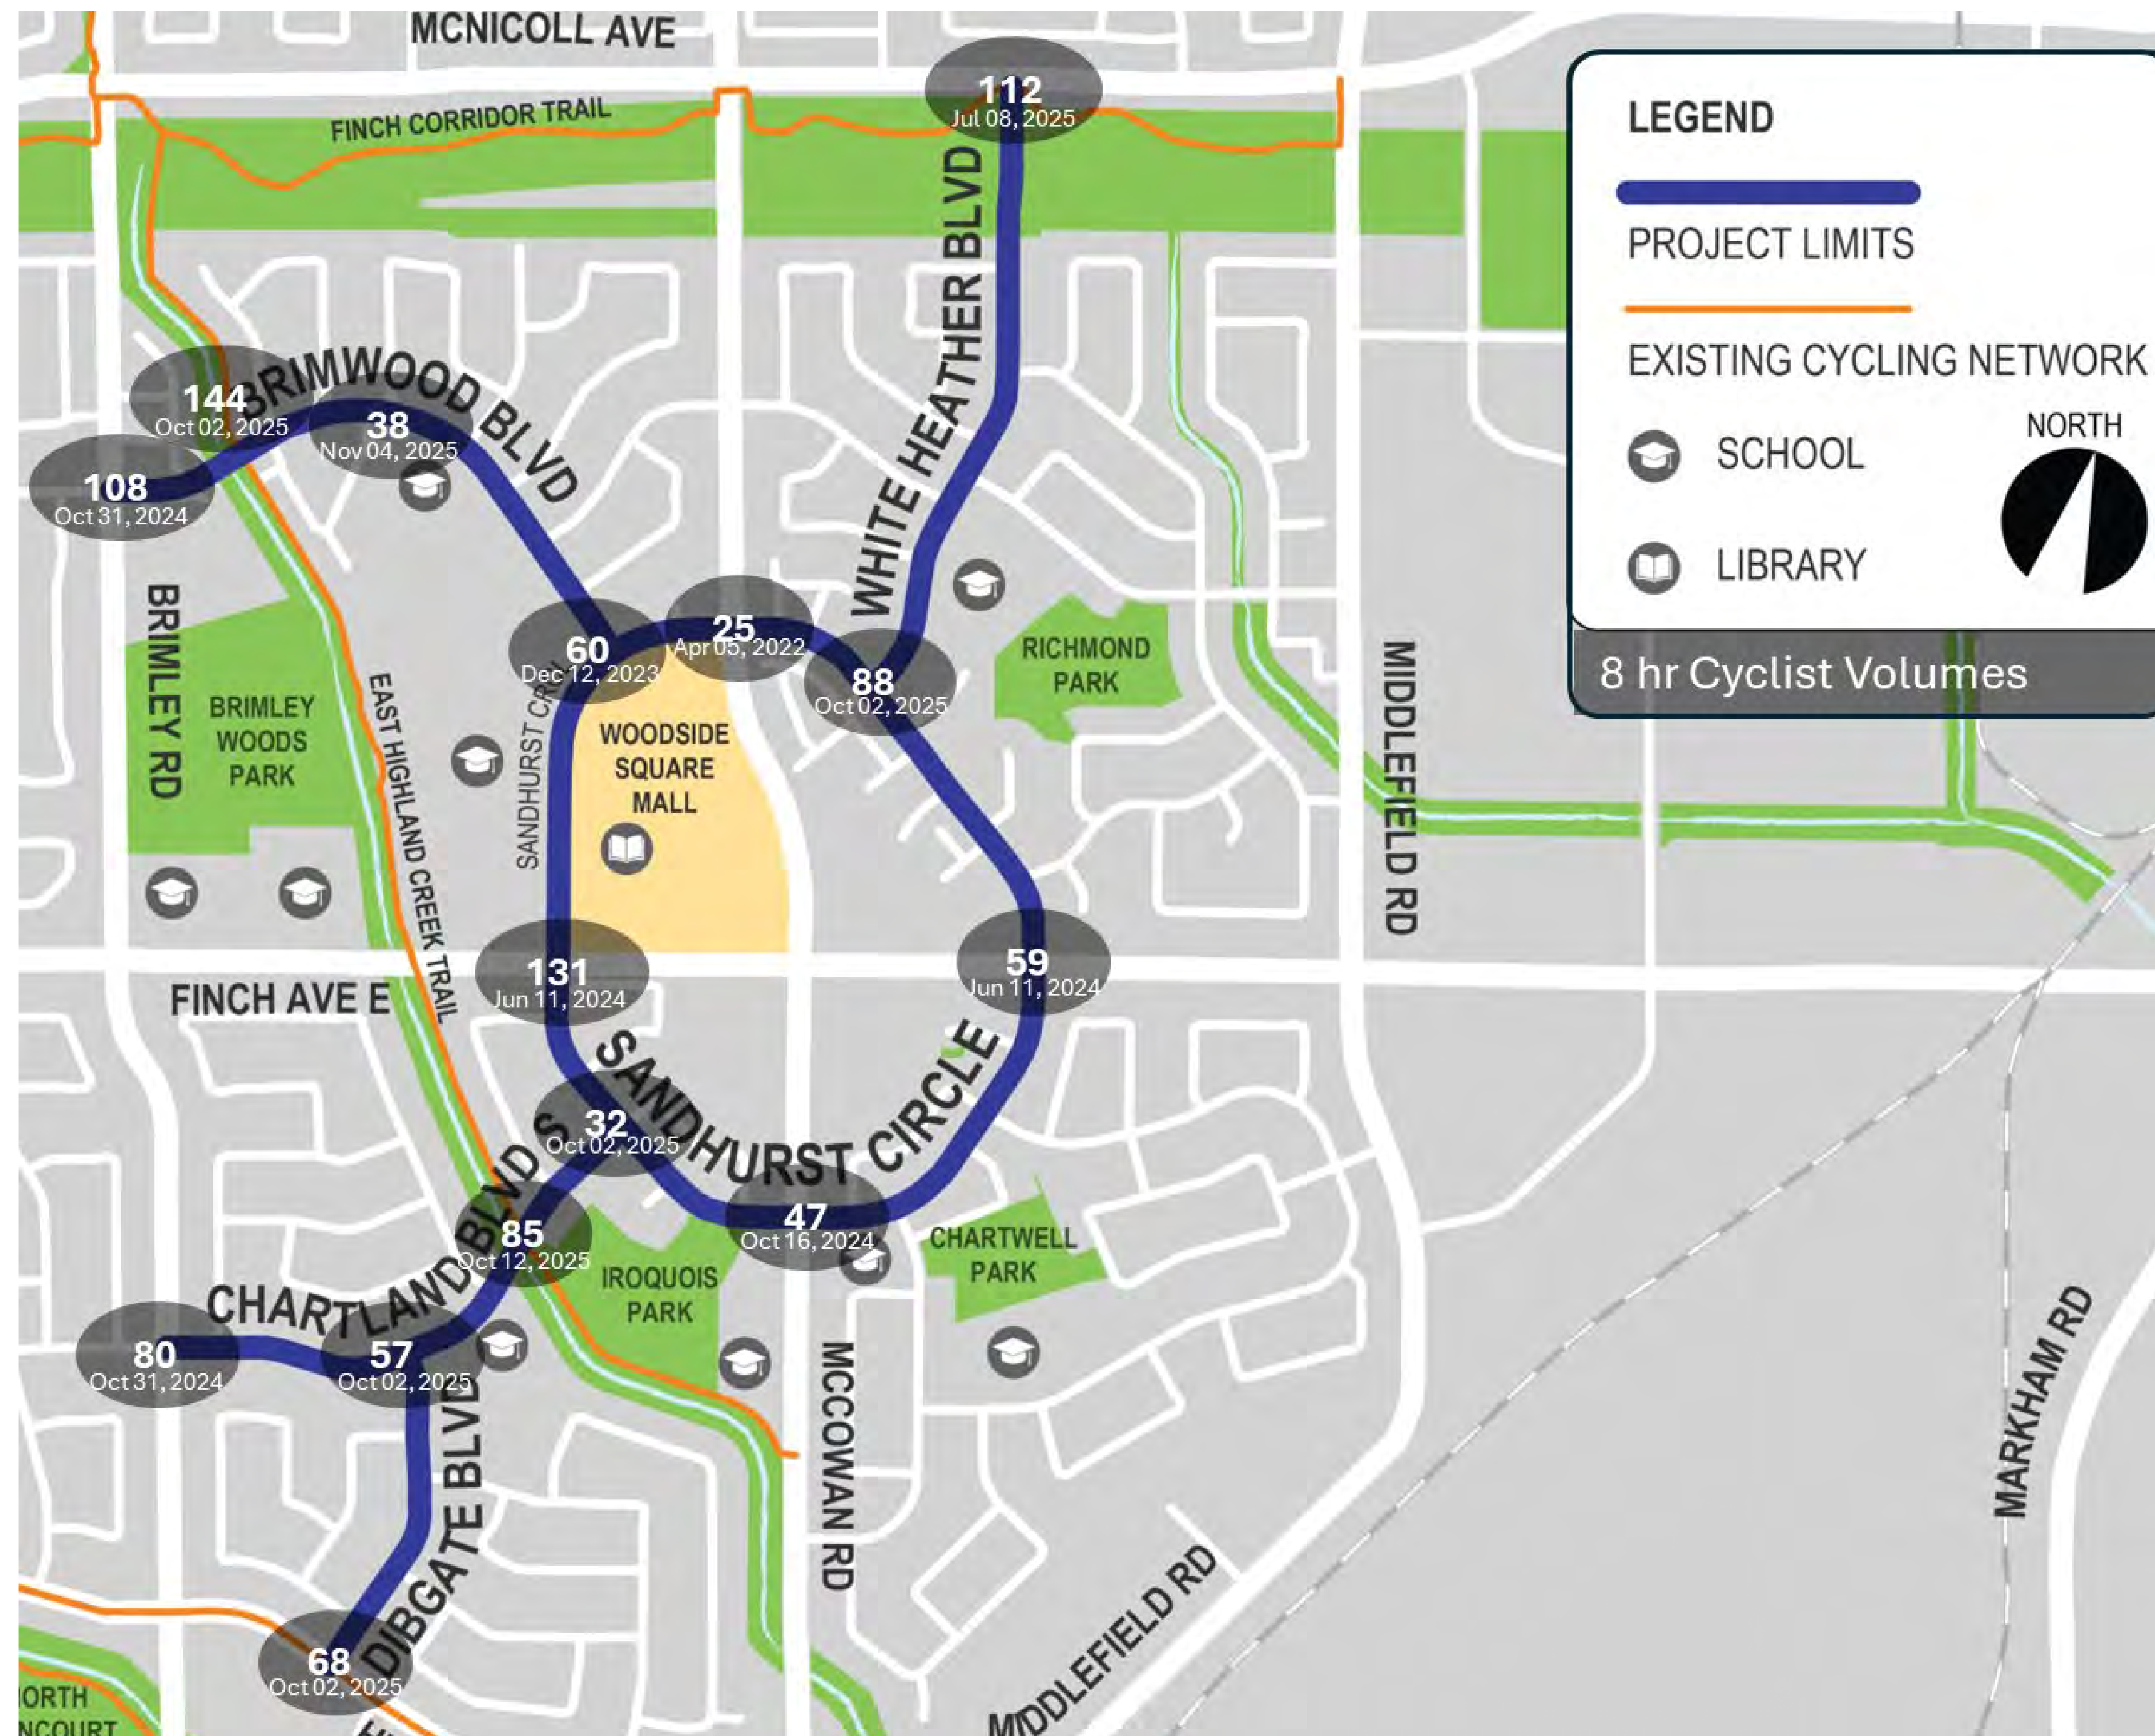 MCNICOLL AVE
FINCH CORRIDOR TRAIL
112
Jul 08, 2025
WHITE HEATHER BLVD
144
Oct 02, 2025
BRIMWOOD BLVD
38
Nov 04, 2025
108
Oct 31, 2024
BRIMLEY RD
BRIMLEY
WOODS
PARK
EAST HIGHLAND CREEK TRAIL
60
Dec 12, 2023
25
Apr 05, 2022
88
Oct 02, 2025
RICHMOND
PARK
MIDDLEFIELD RD
SANDHURST CR
WOODSIDE
SQUARE
MALL
FINCH AVE E
131
Jun 11, 2024
59
Jun 11, 2024
SANDHURST CIRCLE
32
Oct 02, 2025
47
Oct 16, 2024
85
Oct 12, 2025
CHARTLAND BLVD S
IROQUOIS
PARK
CHARTWELL
PARK
80
Oct 31, 2024
57
Oct 02, 2025
DIBGATE BLVD
MCCOWAN RD
68
Oct 02, 2025
MIDDLEFIELD RD
MARKHAM RD
LEGEND
PROJECT LIMITS
EXISTING CYCLING NETWORK
SCHOOL
NORTH
LIBRARY
8 hr Cyclist Volumes